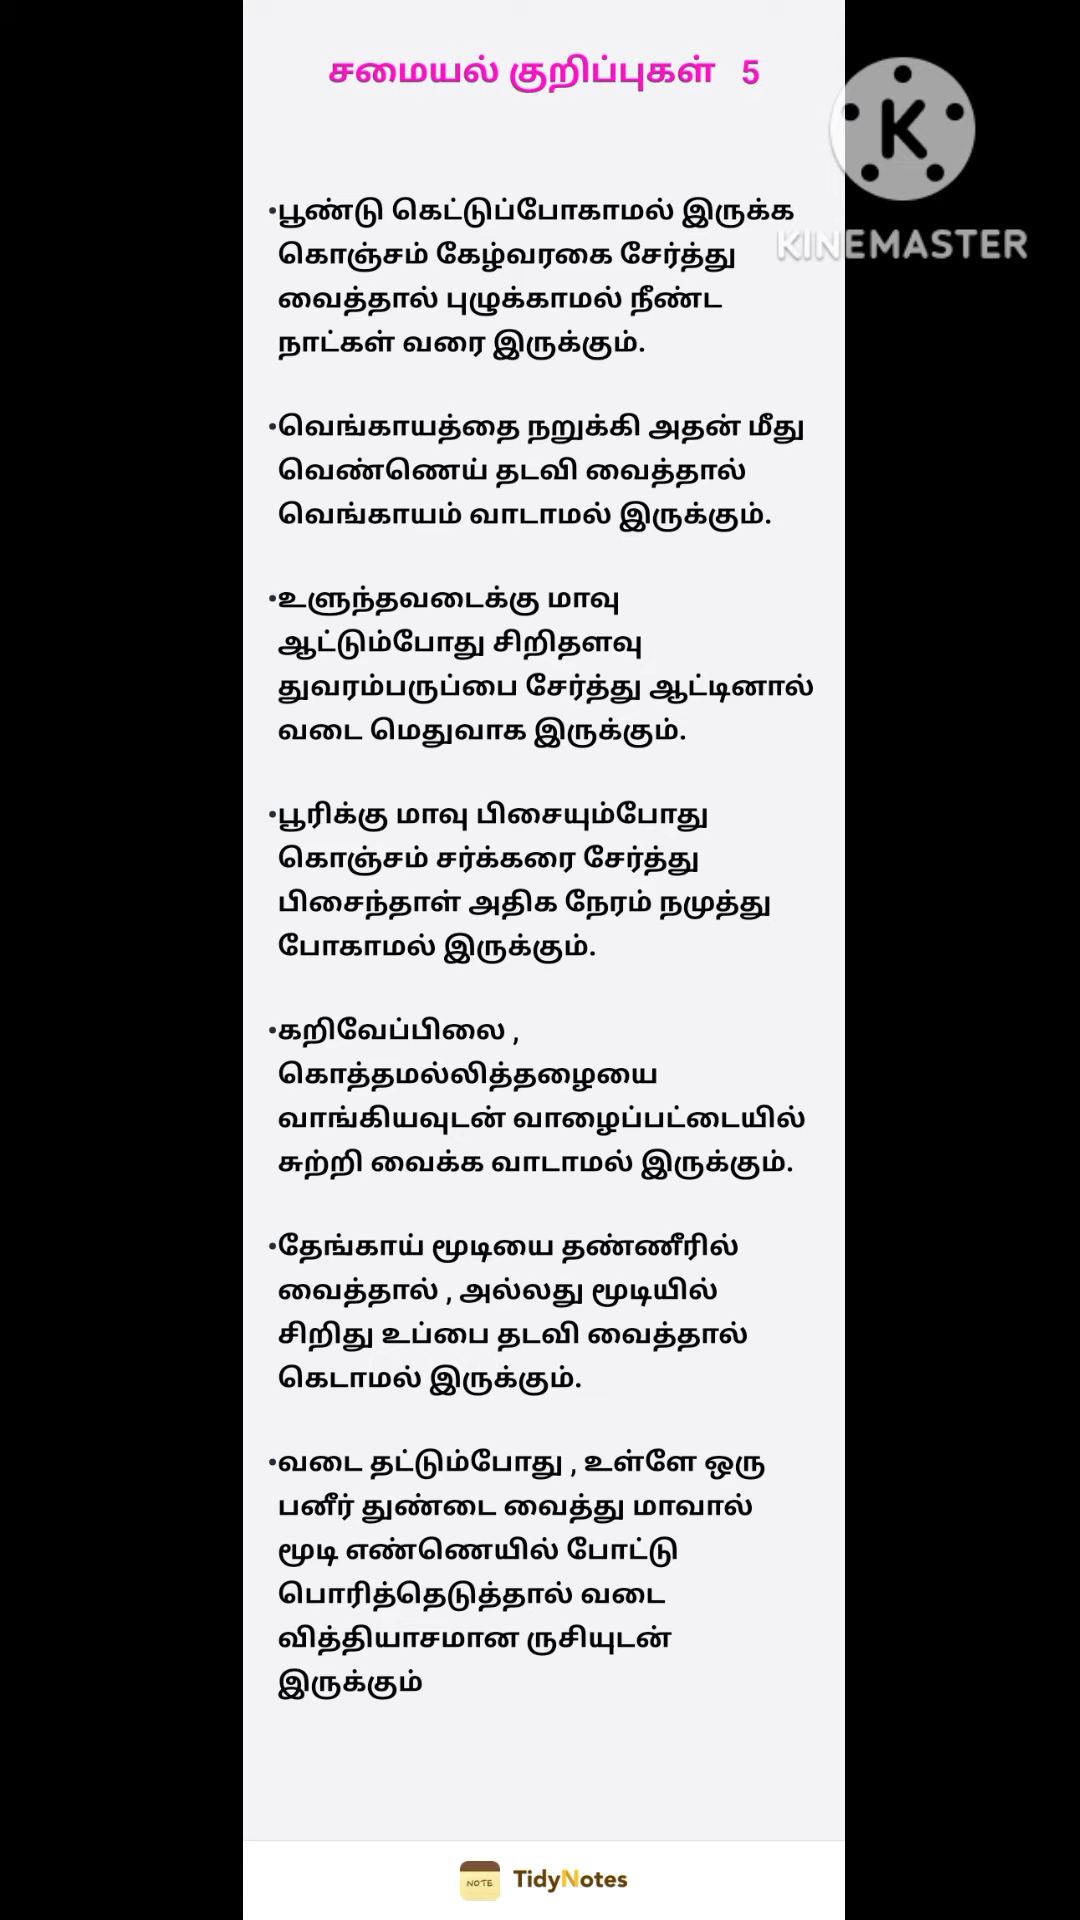 சமையல் குறிப்புகள் 5
K
KINEMASTER
•பூண்டு கெட்டுப்போகாமல் இருக்க
கொஞ்சம் கேழ்வரகை சேர்த்து
வைத்தால் புழுக்காமல் நீண்ட
நாட்கள் வரை இருக்கும்.
•வெங்காயத்தை நறுக்கி அதன் மீது
வெண்ணெய் தடவி வைத்தால்
வெங்காயம் வாடாமல் இருக்கும்.
•உளுந்தவடைக்கு மாவு
ஆட்டும்போது சிறிதளவு
துவரம்பருப்பை சேர்த்து ஆட்டினால்
வடை மெதுவாக இருக்கும்.
•பூரிக்கு மாவு பிசையும்போது
கொஞ்சம் சர்க்கரை சேர்த்து
பிசைந்தாள் அதிக நேரம் நமுத்து
போகாமல் இருக்கும்.
•கறிவேப்பிலை ,
கொத்தமல்லித்தழையை
வாங்கியவுடன் வாழைப்பட்டையில்
சுற்றி வைக்க வாடாமல் இருக்கும்.
•தேங்காய் மூடியை தண்ணீரில்
வைத்தால் , அல்லது மூடியில்
சிறிது உப்பை தடவி வைத்தால்
கெடாமல் இருக்கும்.
•வடை தட்டும்போது , உள்ளே ஒரு
பனீர் துண்டை வைத்து மாவால்
மூடி எண்ணெயில் போட்டு
பொரித்தெடுத்தால் வடை
வித்தியாசமான ருசியுடன்
இருக்கும்
NOTE TidyNotes